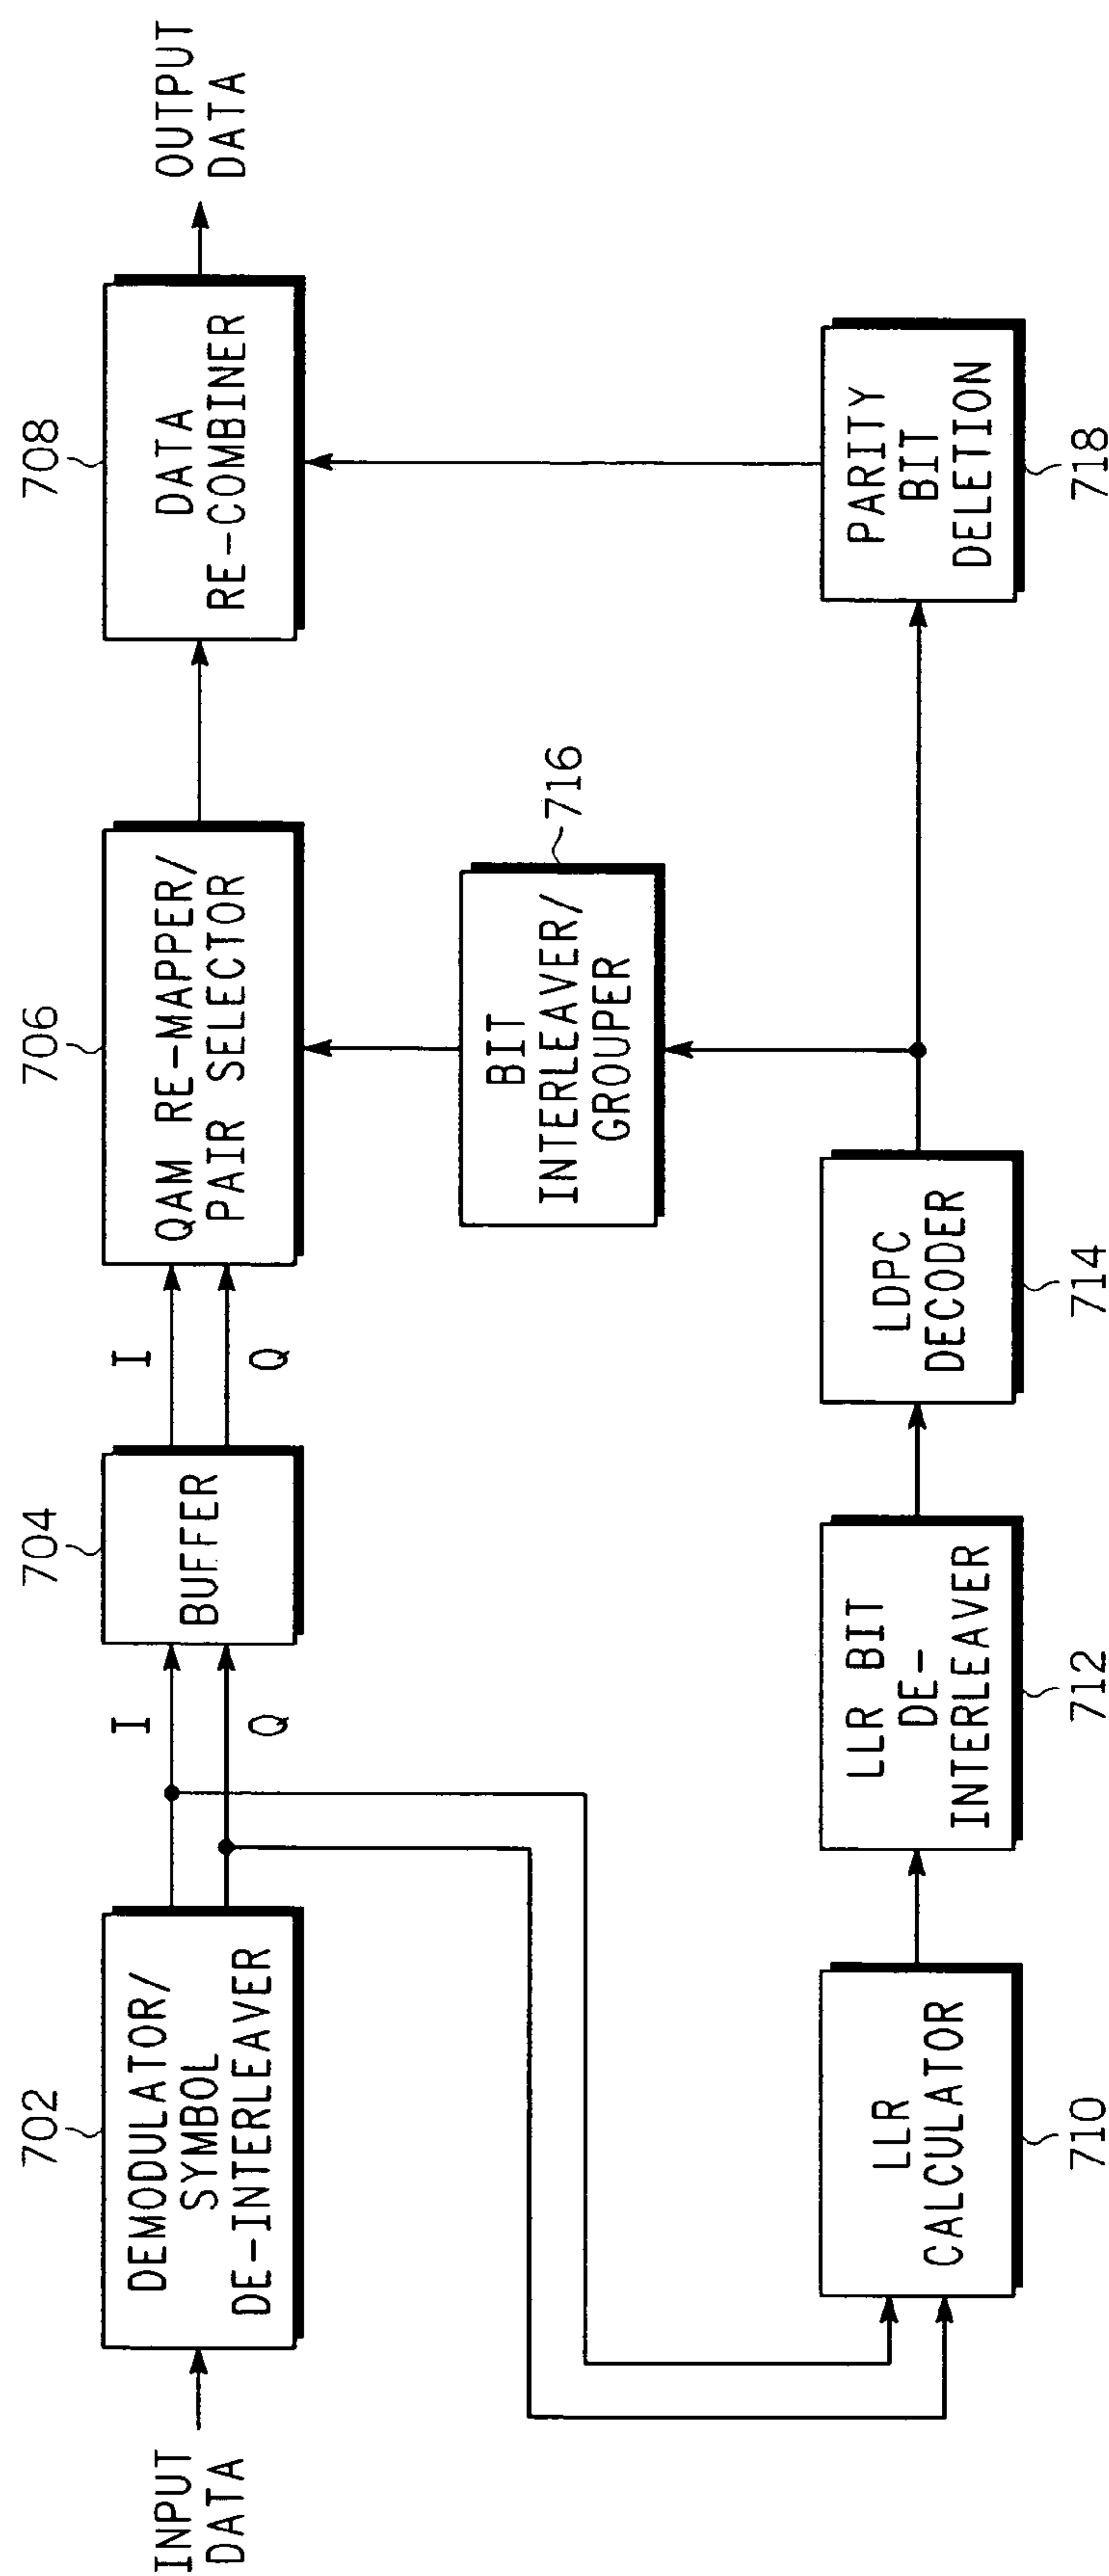 702
704
706
708
INPUT
DATA
DEMODULATOR/
SYMBOL
DE-INTERLEAVER
I
Q
BUFFER
I
Q
QAM RE-MAPPER/
PAIR SELECTOR
DATA
RE-COMBINER
OUTPUT
DATA
BIT
INTERLEAVER/
GROUPER
716
LLR
CALCULATOR
LLR BIT
DE-
INTERLEAVER
LDPC
DECODER
PARITY
BIT
DELETION
710
712
714
718